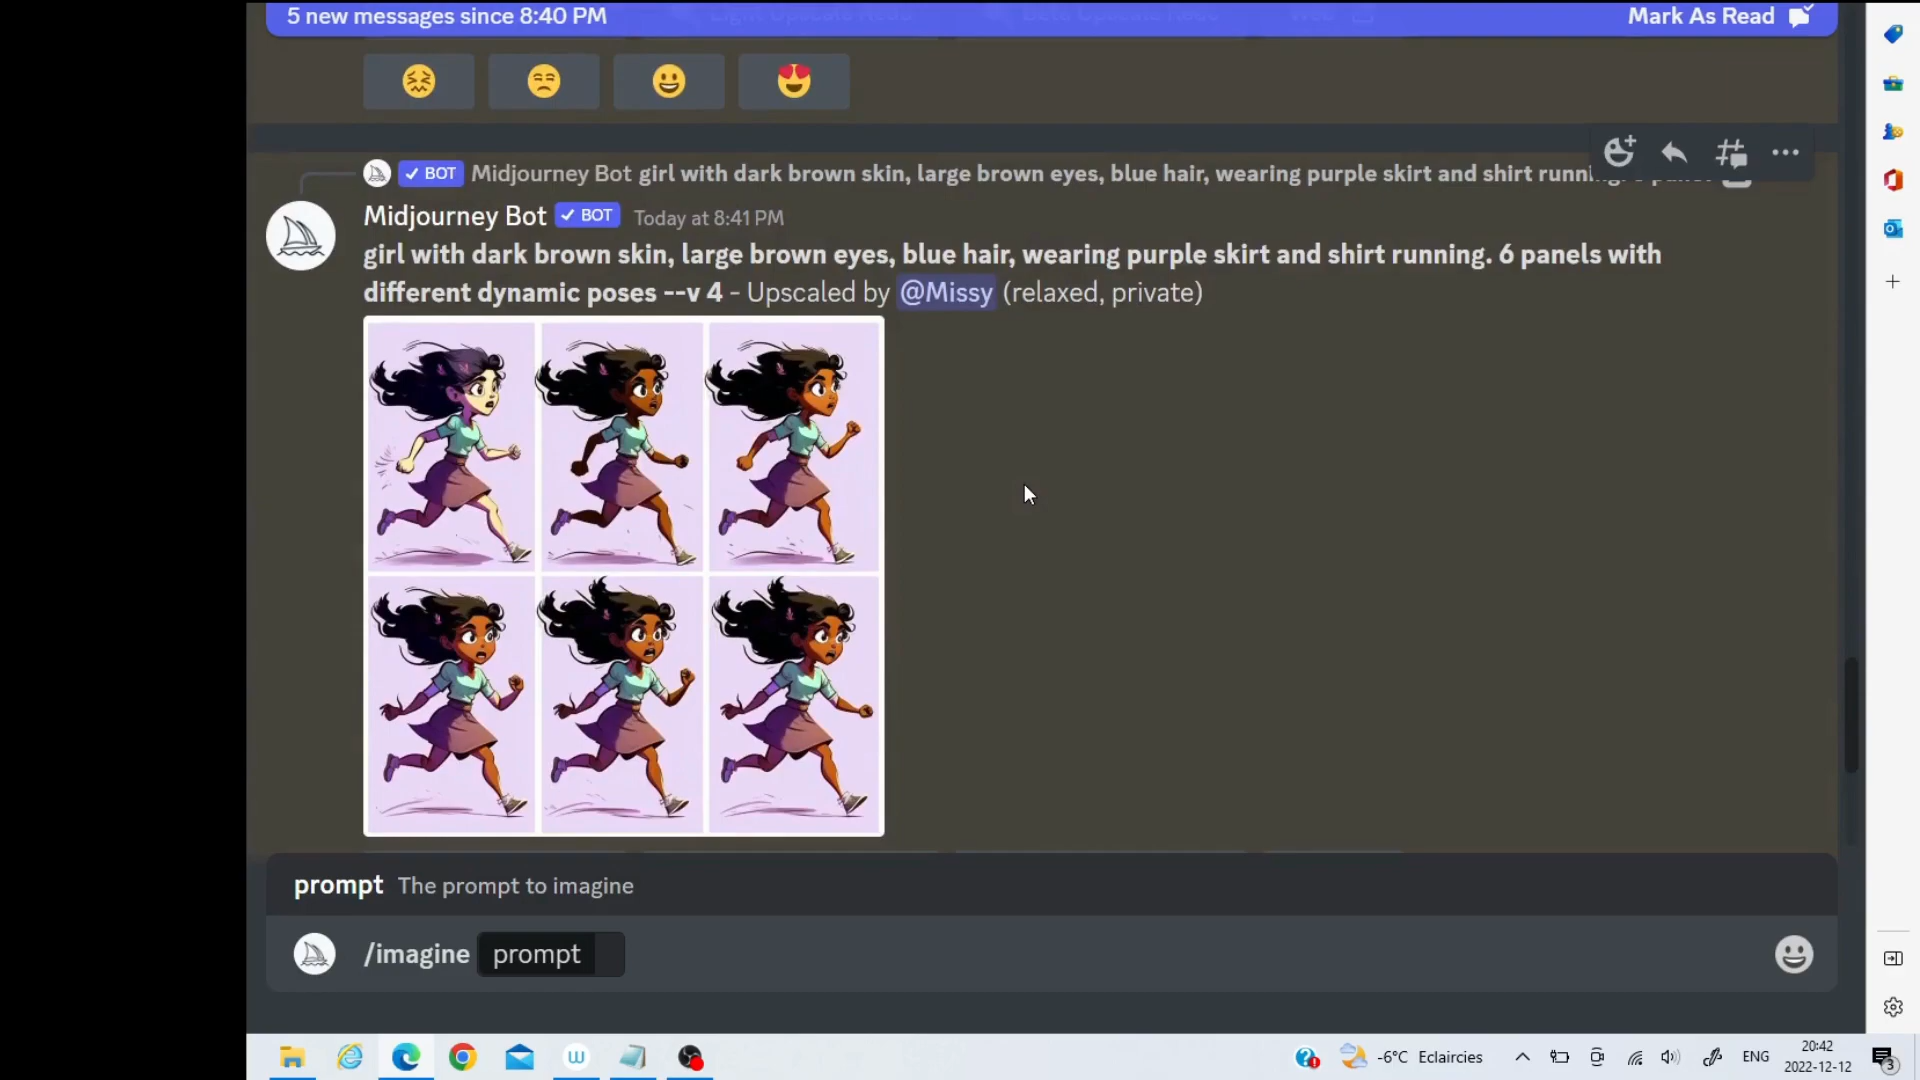 5 new messages since 8:40 PM
Mark As Read
BOT Midjourney Bot girl with dark brown skin, large brown eyes, blue hair, wearing purple skirt and shirt running.
Midjourney Bot BOT Today at 8:41 PM
girl with dark brown skin, large brown eyes, blue hair, wearing purple skirt and shirt running. 6 panels with
different dynamic poses --v 4 - Upscaled by @Missy (relaxed, private)
prompt The prompt to imagine
/imagine prompt
-6°C Eclaircies
ENG
20:42
2022-12-12
3